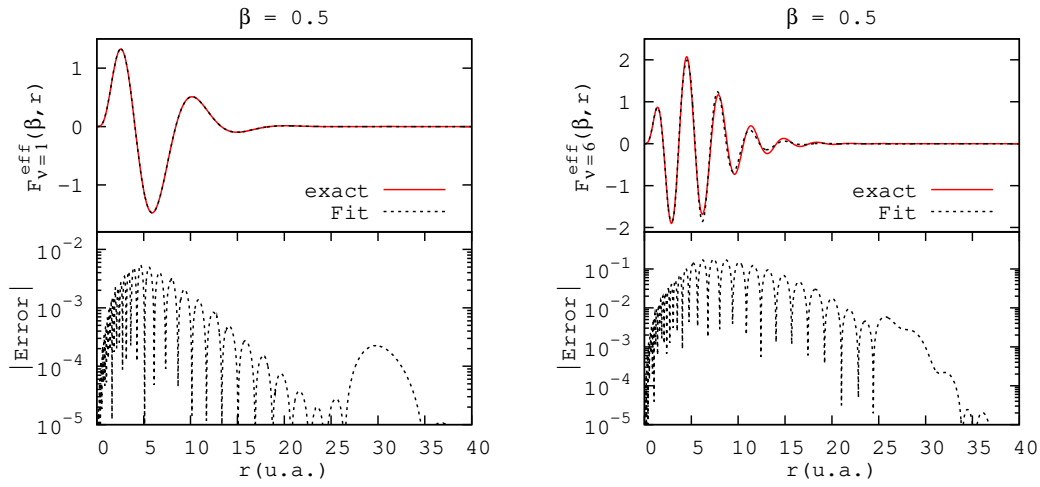 β = 0.5
F^eff_ν=1(β,r)
1
0
-1
exact
Fit
|Error|
10^-2
10^-3
10^-4
10^-5
0 5 10 15 20 25 30 35 40
r(u.a.)
β = 0.5
F^eff_ν=6(β,r)
2
1
0
-1
-2
exact
Fit
|Error|
10^-1
10^-2
10^-3
10^-4
10^-5
0 5 10 15 20 25 30 35 40
r(u.a.)